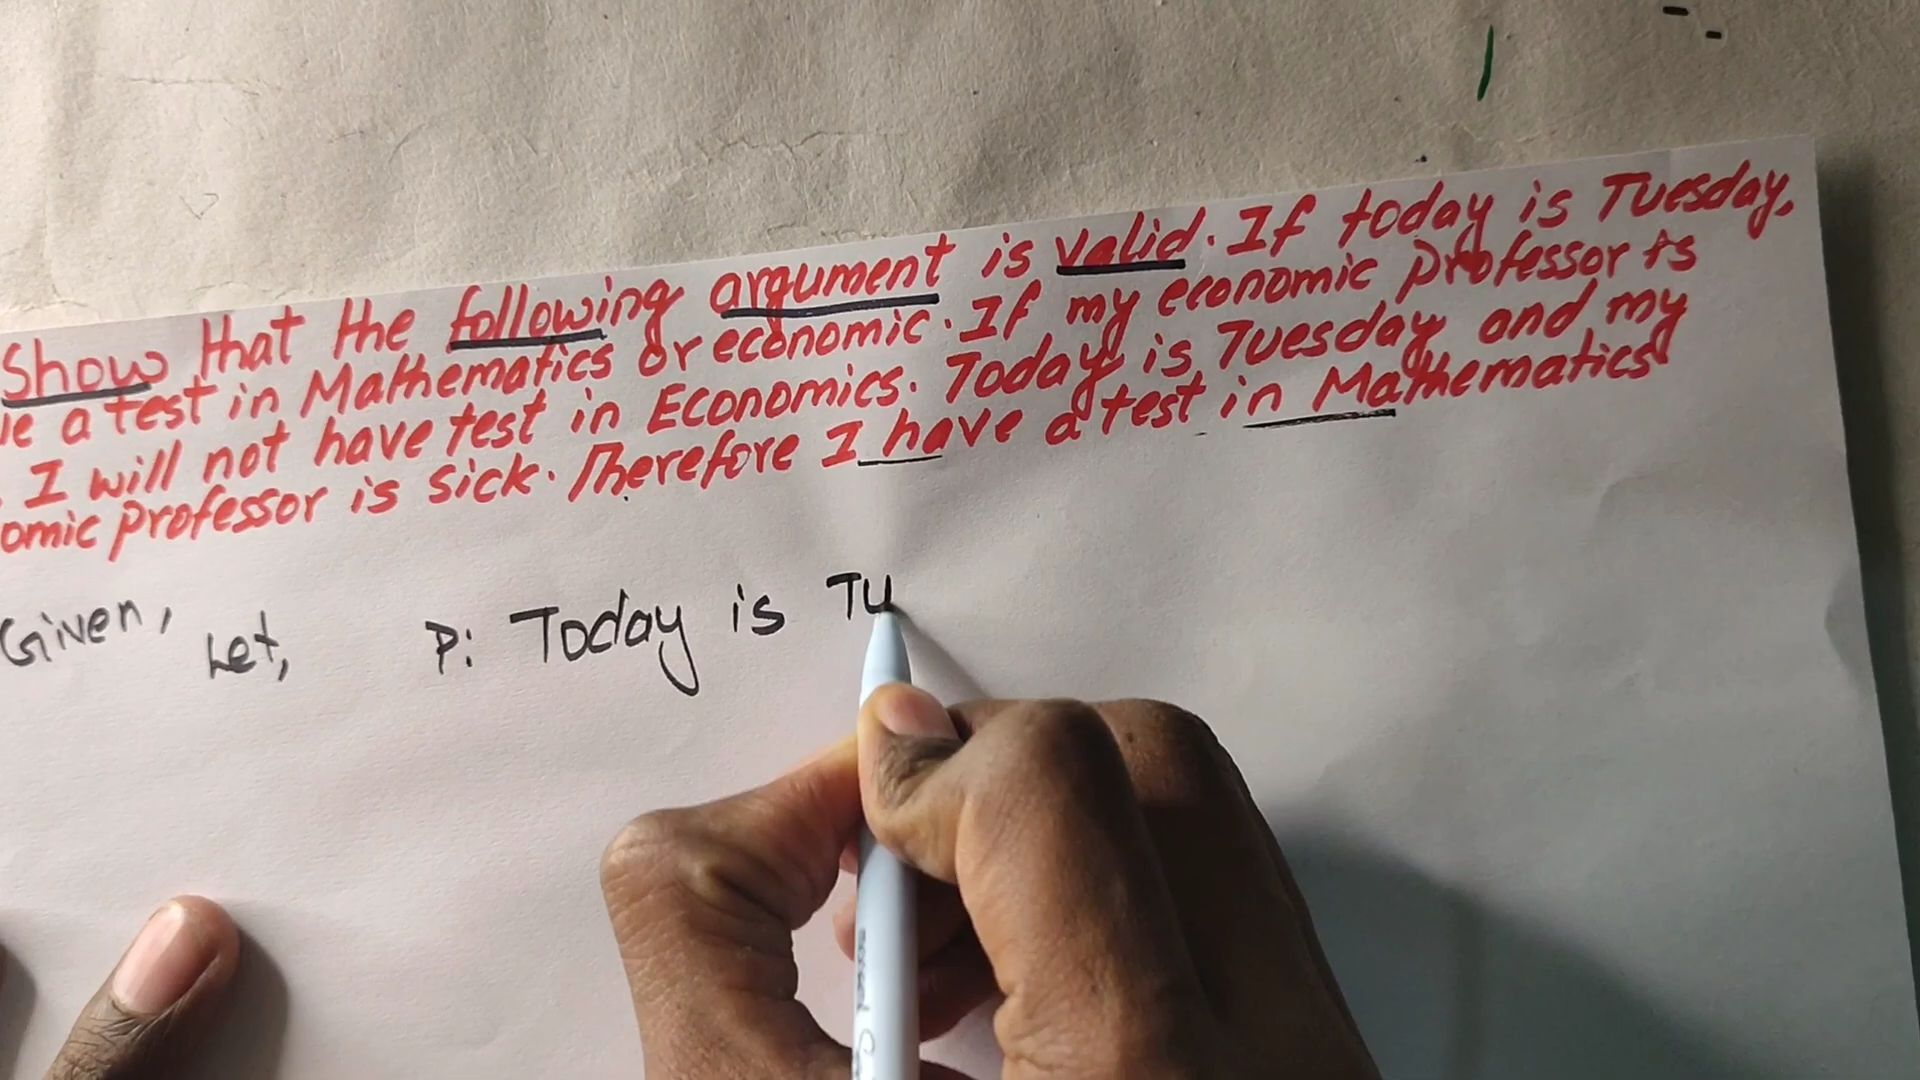 Show that the following argument is valid. If today is Tuesday,
a test in Mathematics or economic. If my economic Professor is
I will not have test in Economics. Today is Tuesday and my
omic professor is sick. Therefore I have a test in Mathematics
Given, Let, P: Today is Tu